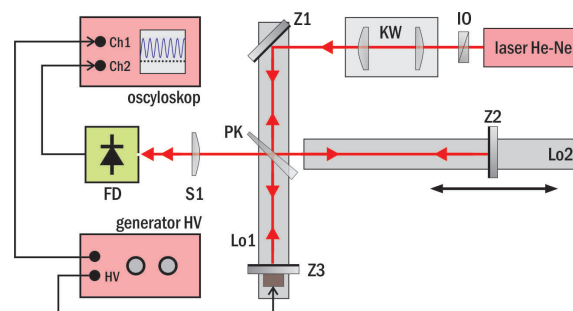 Z1
IO
Ch1
KW
laser He-Ne
Ch2
oscyloskop
Z2
PK
Lo2
FD
S1
generator HV
Lo1
HV
Z3